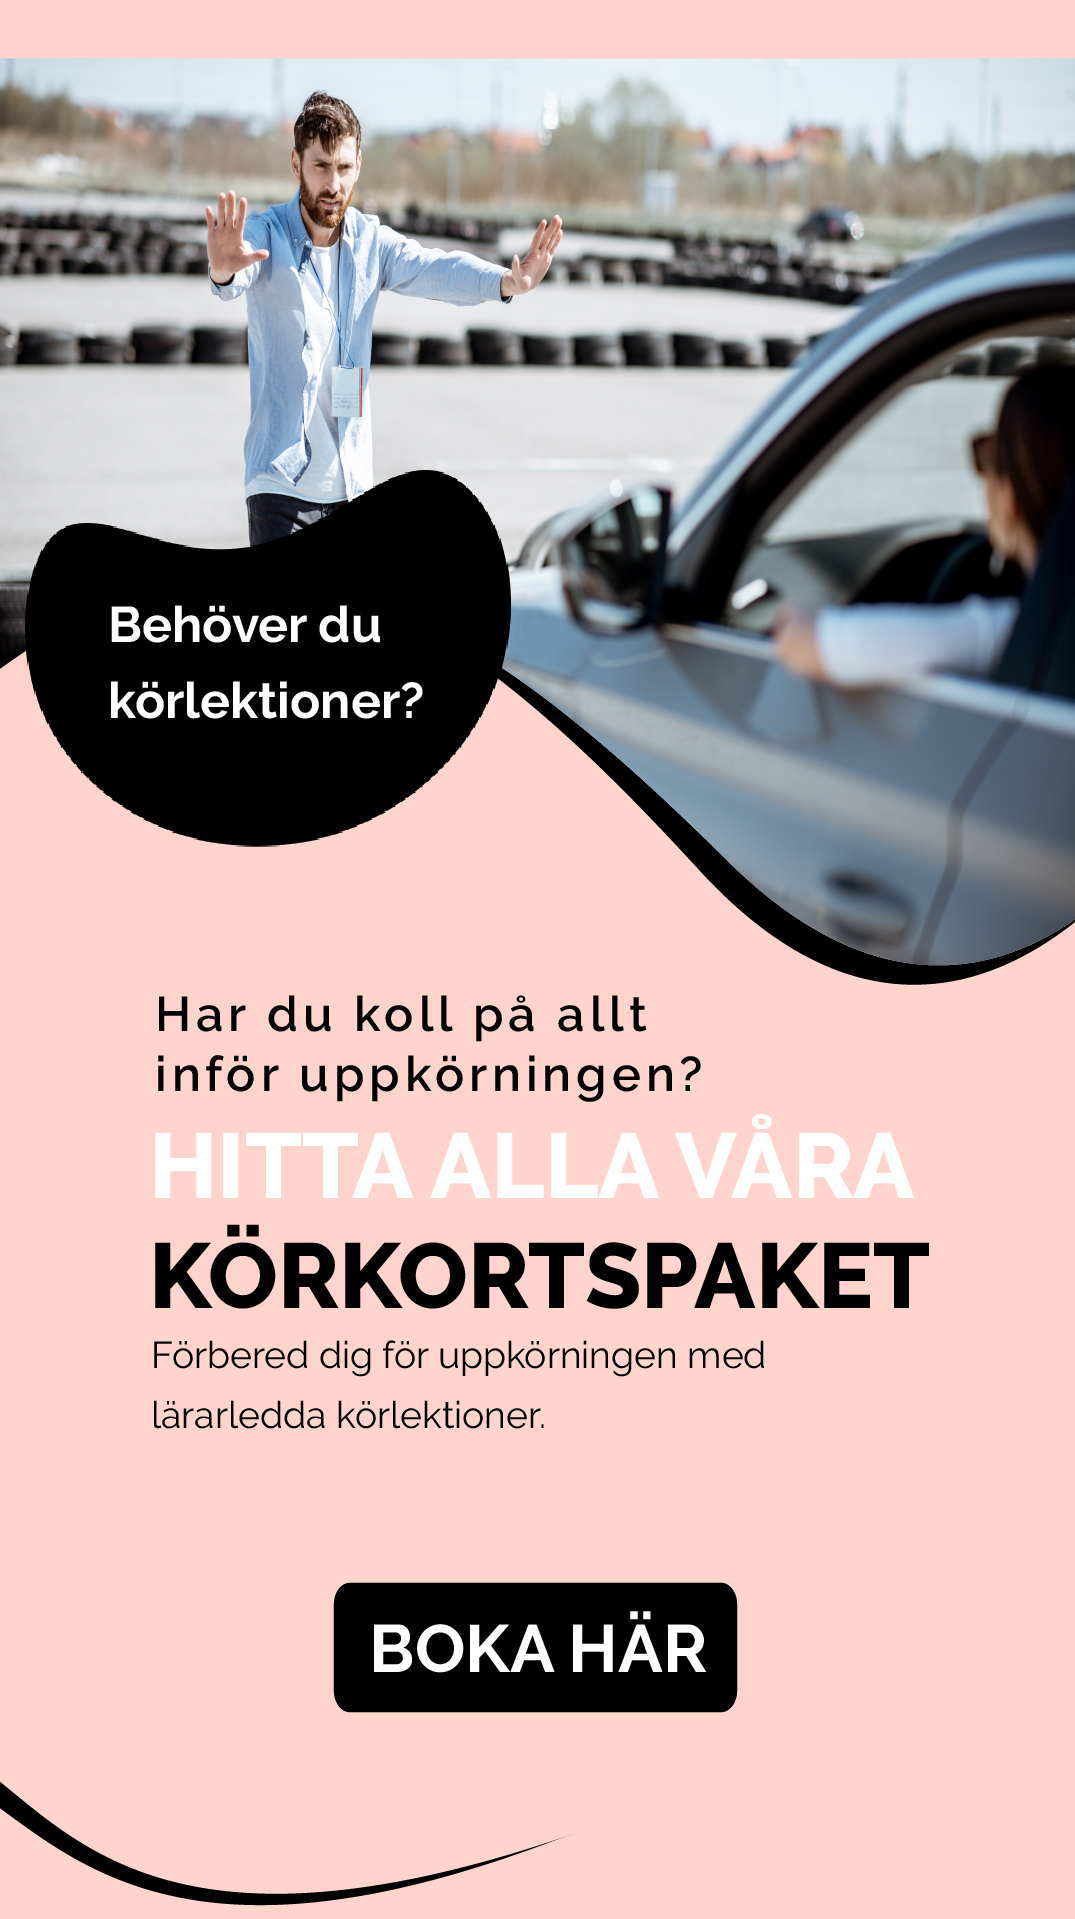 Behöver du
körlektioner?
Har du koll på allt
inför uppkörningen?
HITTA ALLA VÅRA
KÖRKORTSPAKET
Förbered dig för uppkörningen med
lärarledda körlektioner.
BOKA HÄR